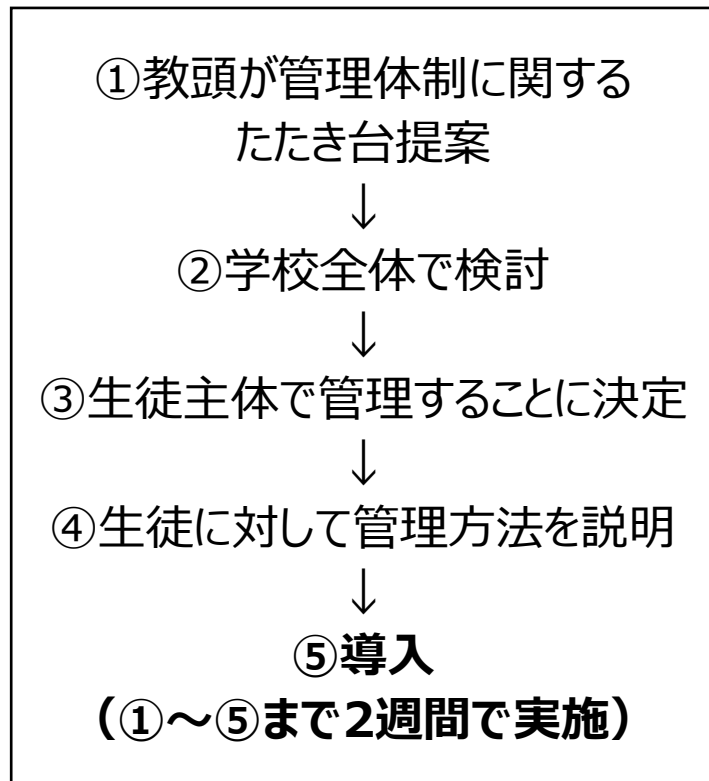 ①教頭が管理体制に関する
たたき台提案
↓
②学校全体で検討
↓
③生徒主体で管理することに決定
↓
④生徒に対して管理方法を説明
↓
⑤導入
（①～⑤まで2週間で実施）